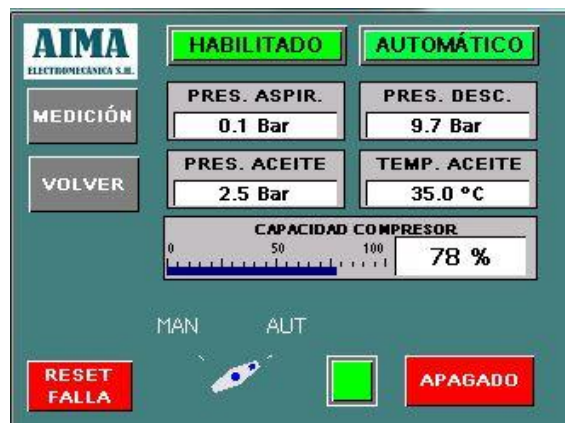 AIMA
ELECTROMECÁNICA S.H.
HABILITADO
AUTOMÁTICO
MEDICIÓN
PRES. ASPIR.
0.1 Bar
PRES. DESC.
9.7 Bar
VOLVER
PRES. ACEITE
2.5 Bar
TEMP. ACEITE
35.0 °C
CAPACIDAD COMPRESOR
0 50 100
78 %
MAN AUT
RESET
FALLA
APAGADO